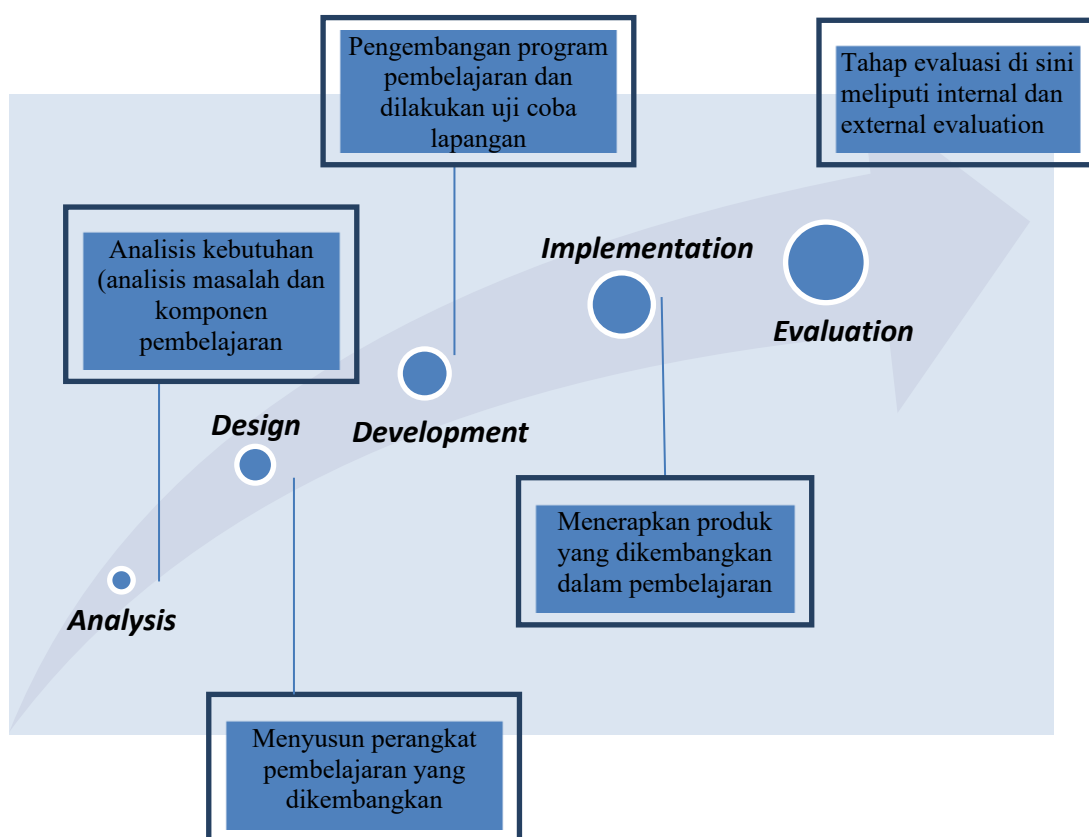 Pengembangan program
pembelajaran dan
dilakukan uji coba
lapangan
Tahap evaluasi di sini
meliputi internal dan
external evaluation
Analisis kebutuhan
(analisis masalah dan
komponen
pembelajaran
Implementation
Evaluation
Design
Development
Menerapkan produk
yang dikembangkan
dalam pembelajaran
Analysis
Menyusun perangkat
pembelajaran yang
dikembangkan